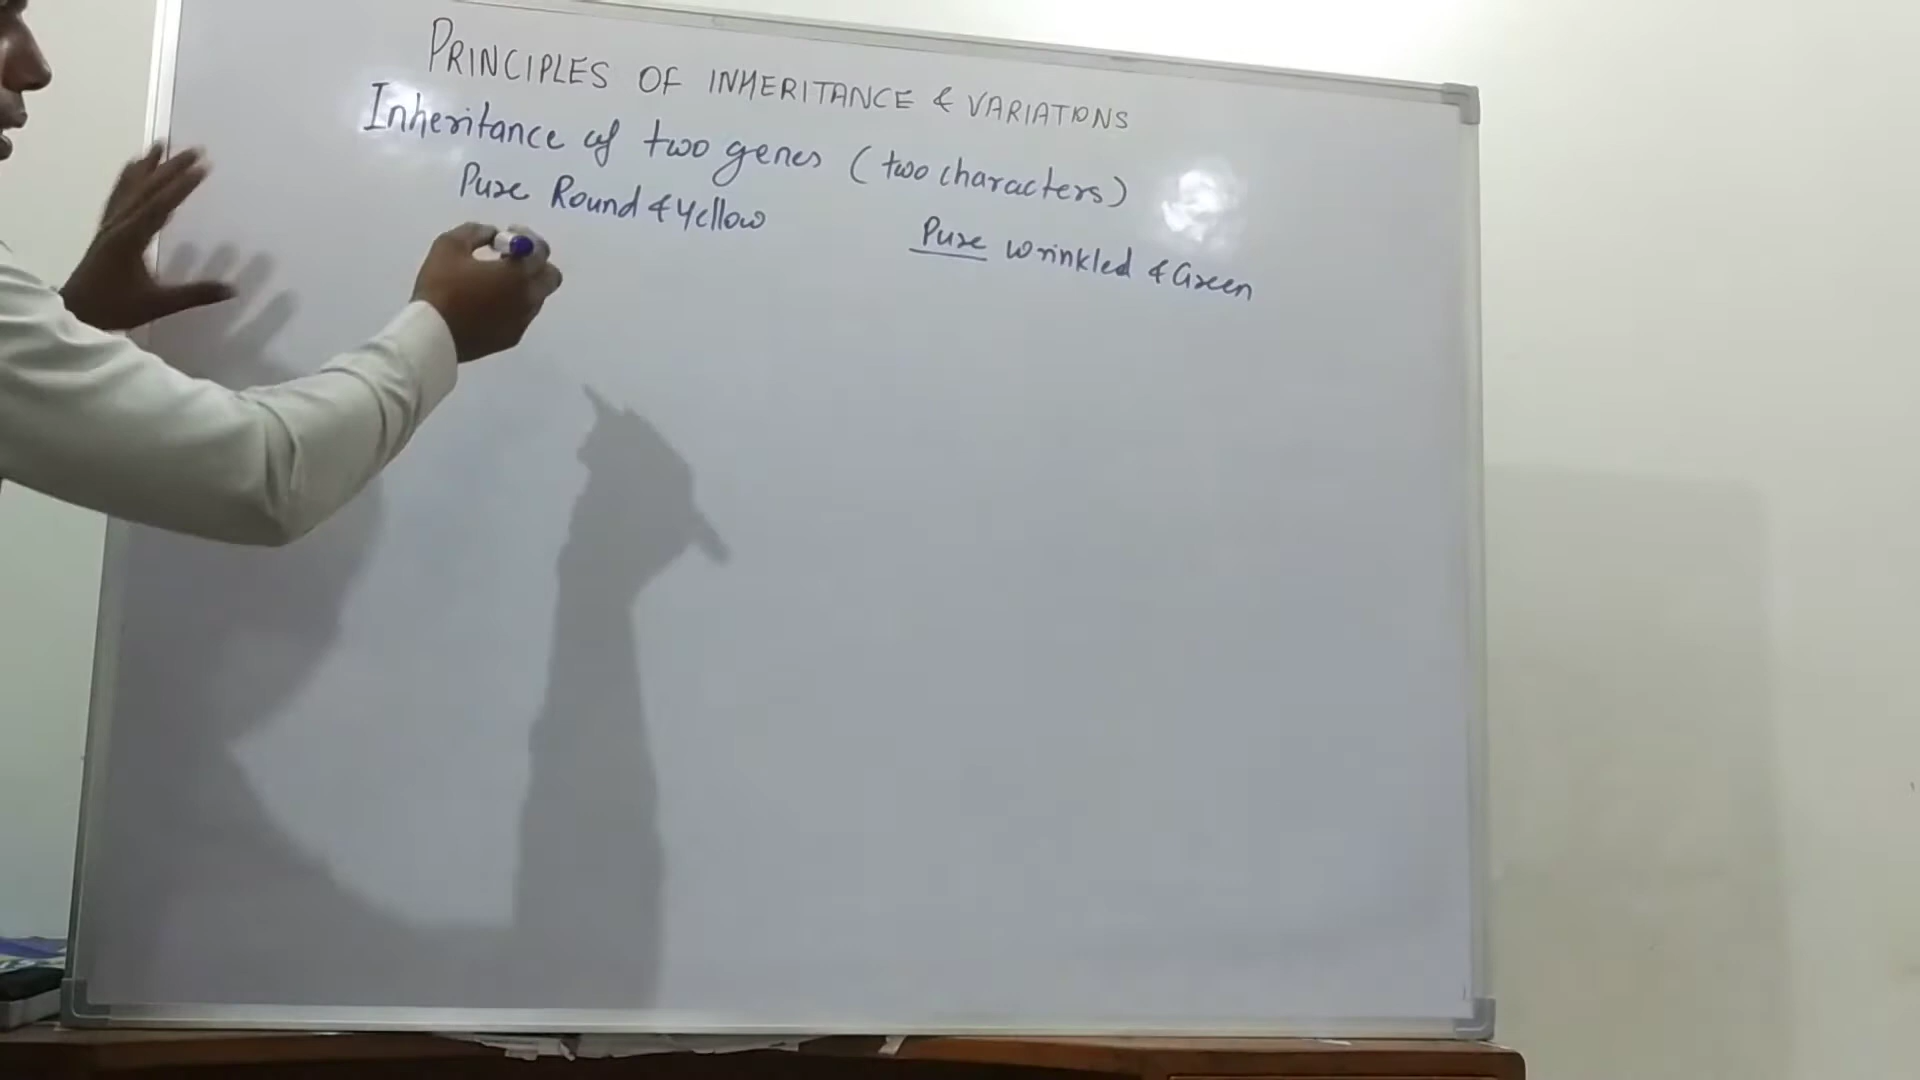 PRINCIPLES OF INHERITANCE & VARIATIONS
Inheritance of two genes (two characters)
Pure Round & Yellow
Pure wrinkled & Green